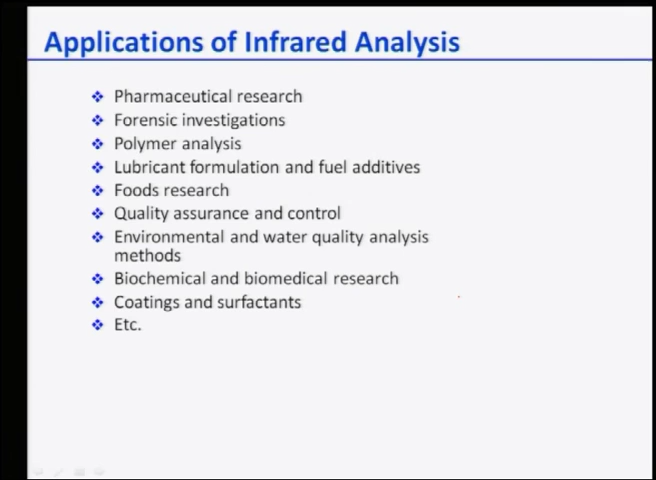 Applications of Infrared Analysis
Pharmaceutical research
Forensic investigations
Polymer analysis
Lubricant formulation and fuel additives
Foods research
Quality assurance and control
Environmental and water quality analysis
methods
Biochemical and biomedical research
Coatings and surfactants
Etc.